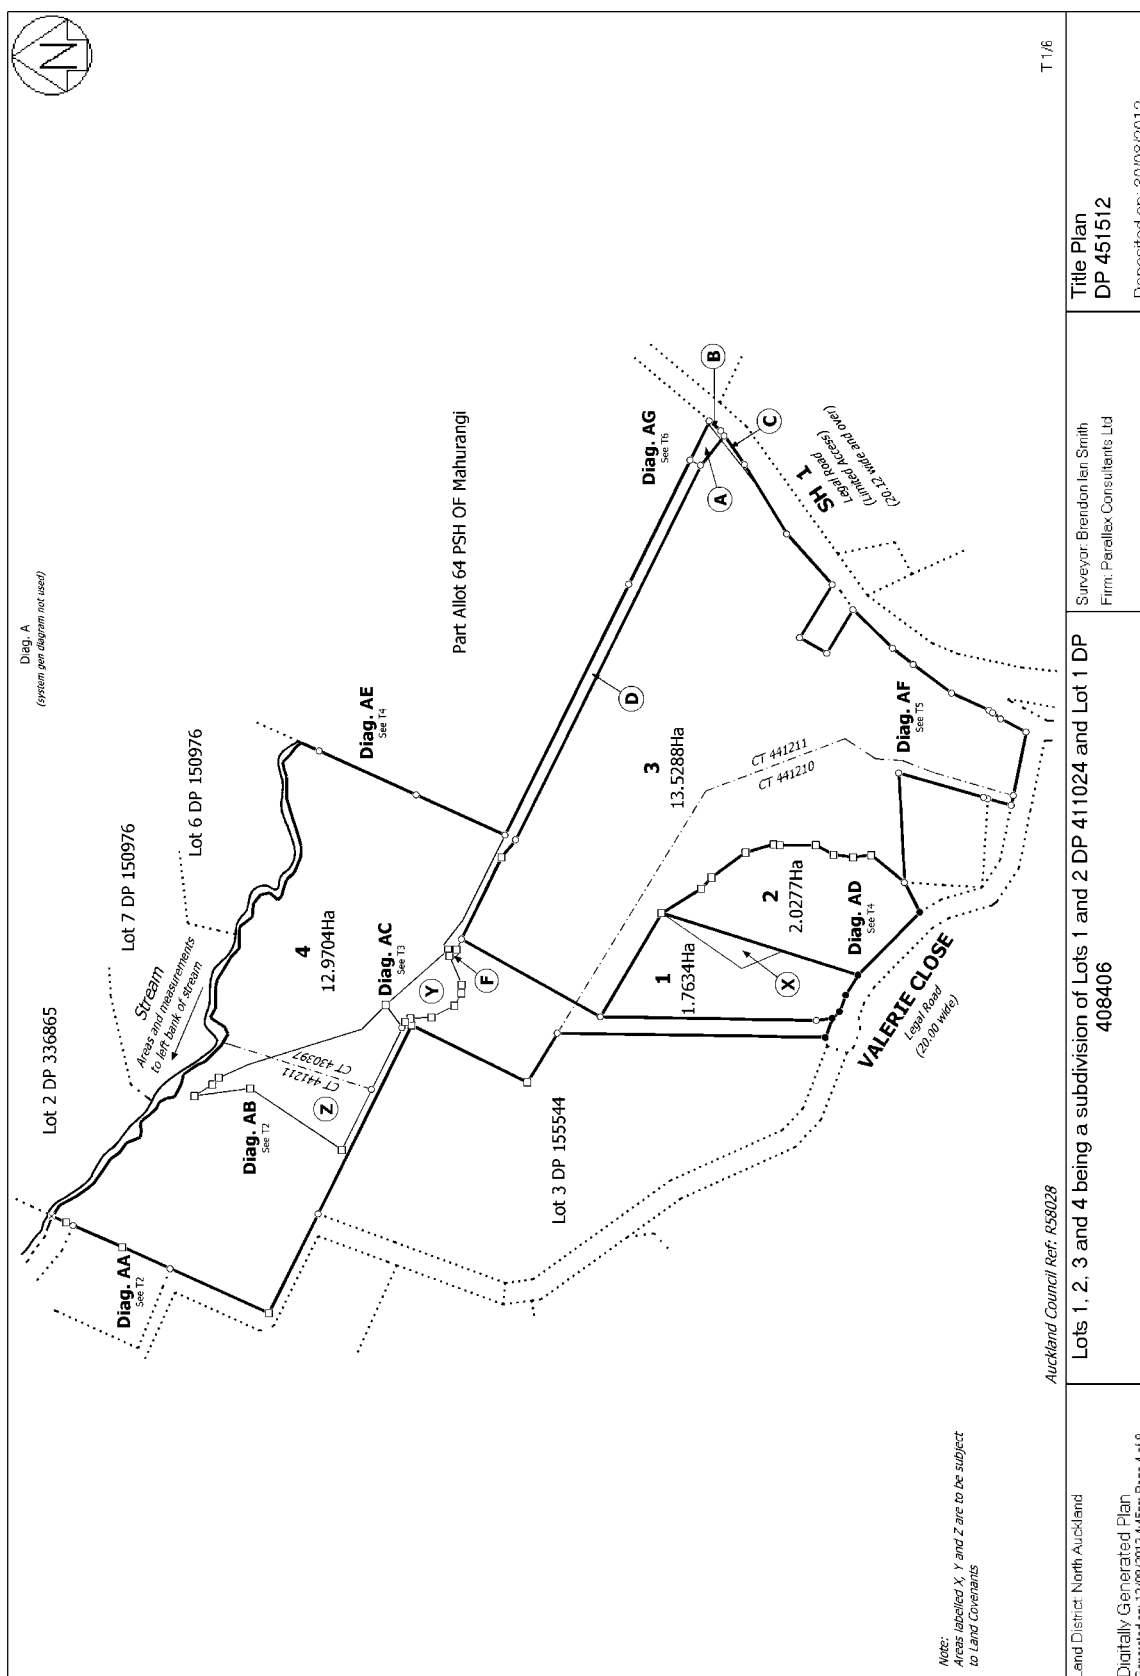 N
Diag. A
(system gen diagram not used)
T 1/6
Lot 2 DP 336865
Lot 7 DP 150976
Lot 6 DP 150976
Stream
Areas and measurements
to left bank of stream
Part Allot 64 PSH OF Mahurangi
Diag. AA
See T2
Diag. AB
See T2
Diag. AC
See T3
Diag. AE
See T4
Diag. AG
See T6
Diag. AF
See T5
Diag. AD
See T4
4
12.9704Ha
CT 430397
CT 441211
Z
Y
F
D
A
B
C
SH 1
Legal Road
(Limited Access)
(20.12 wide and over)
3
13.5288Ha
CT 441211
CT 441210
1
1.7634Ha
2
2.0277Ha
X
Lot 3 DP 155544
VALERIE CLOSE
Legal Road
(20.00 wide)
Note:
Areas labelled X, Y and Z are to be subject
to Land Covenants
Auckland Council Ref: R58028
Land District: North Auckland
Digitally Generated Plan
Lots 1, 2, 3 and 4 being a subdivision of Lots 1 and 2 DP 411024 and Lot 1 DP
408406
Surveyor: Brendon Ian Smith
Firm: Parallax Consultants Ltd
Title Plan
DP 451512